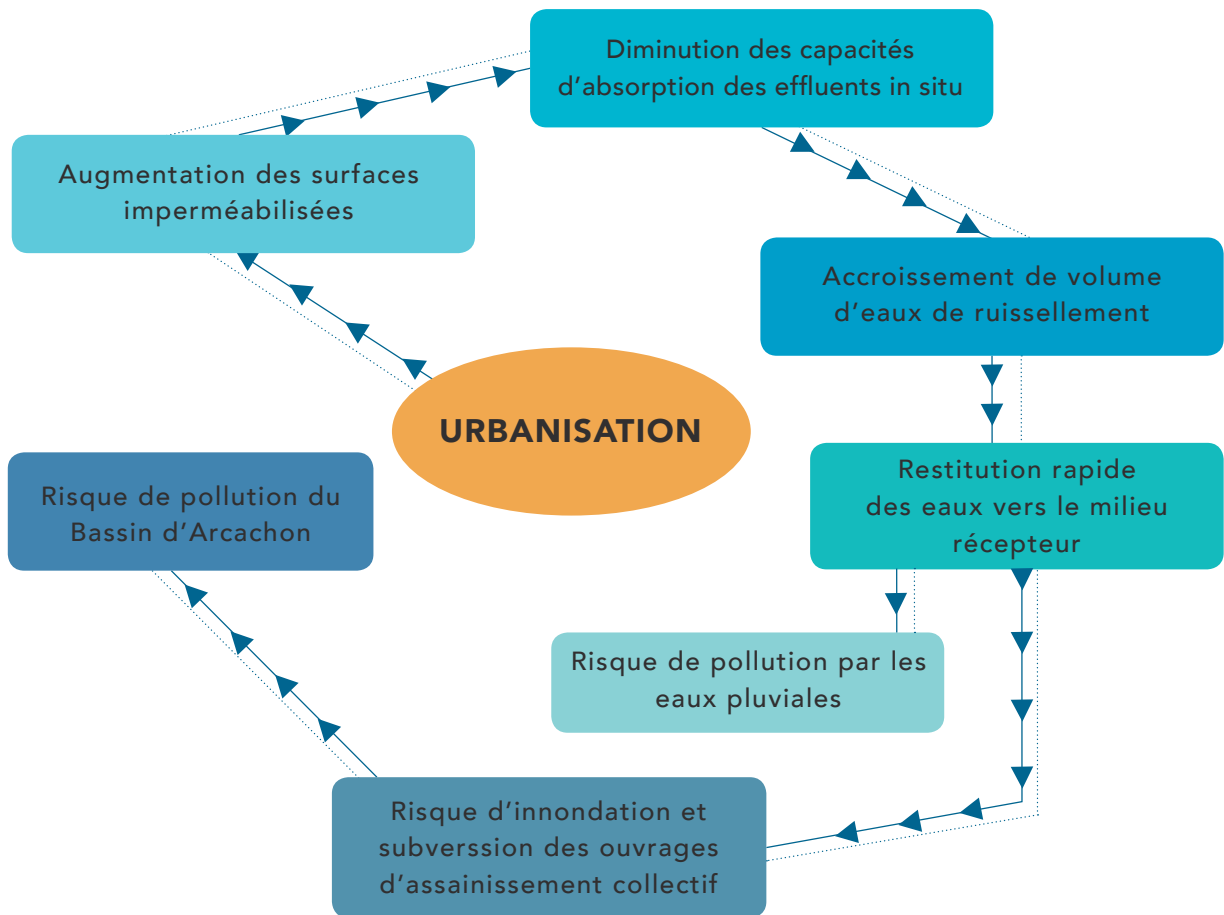 Diminution des capacités
d'absorption des effluents in situ
Augmentation des surfaces
imperméabilisées
Accroissement de volume
d'eaux de ruissellement
URBANISATION
Restitution rapide
des eaux vers le milieu
récepteur
Risque de pollution du
Bassin d'Arcachon
Risque de pollution par les
eaux pluviales
Risque d'innondation et
subverssion des ouvrages
d'assainissement collectif